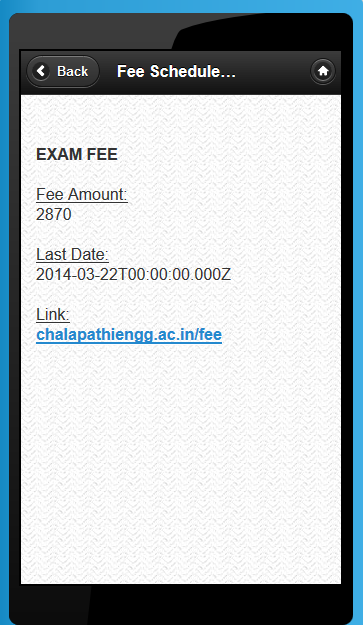 Back
Fee Schedule...
EXAM FEE
Fee Amount:
2870
Last Date:
2014-03-22T00:00:00.000Z
Link:
chalapathiengg.ac.in/fee